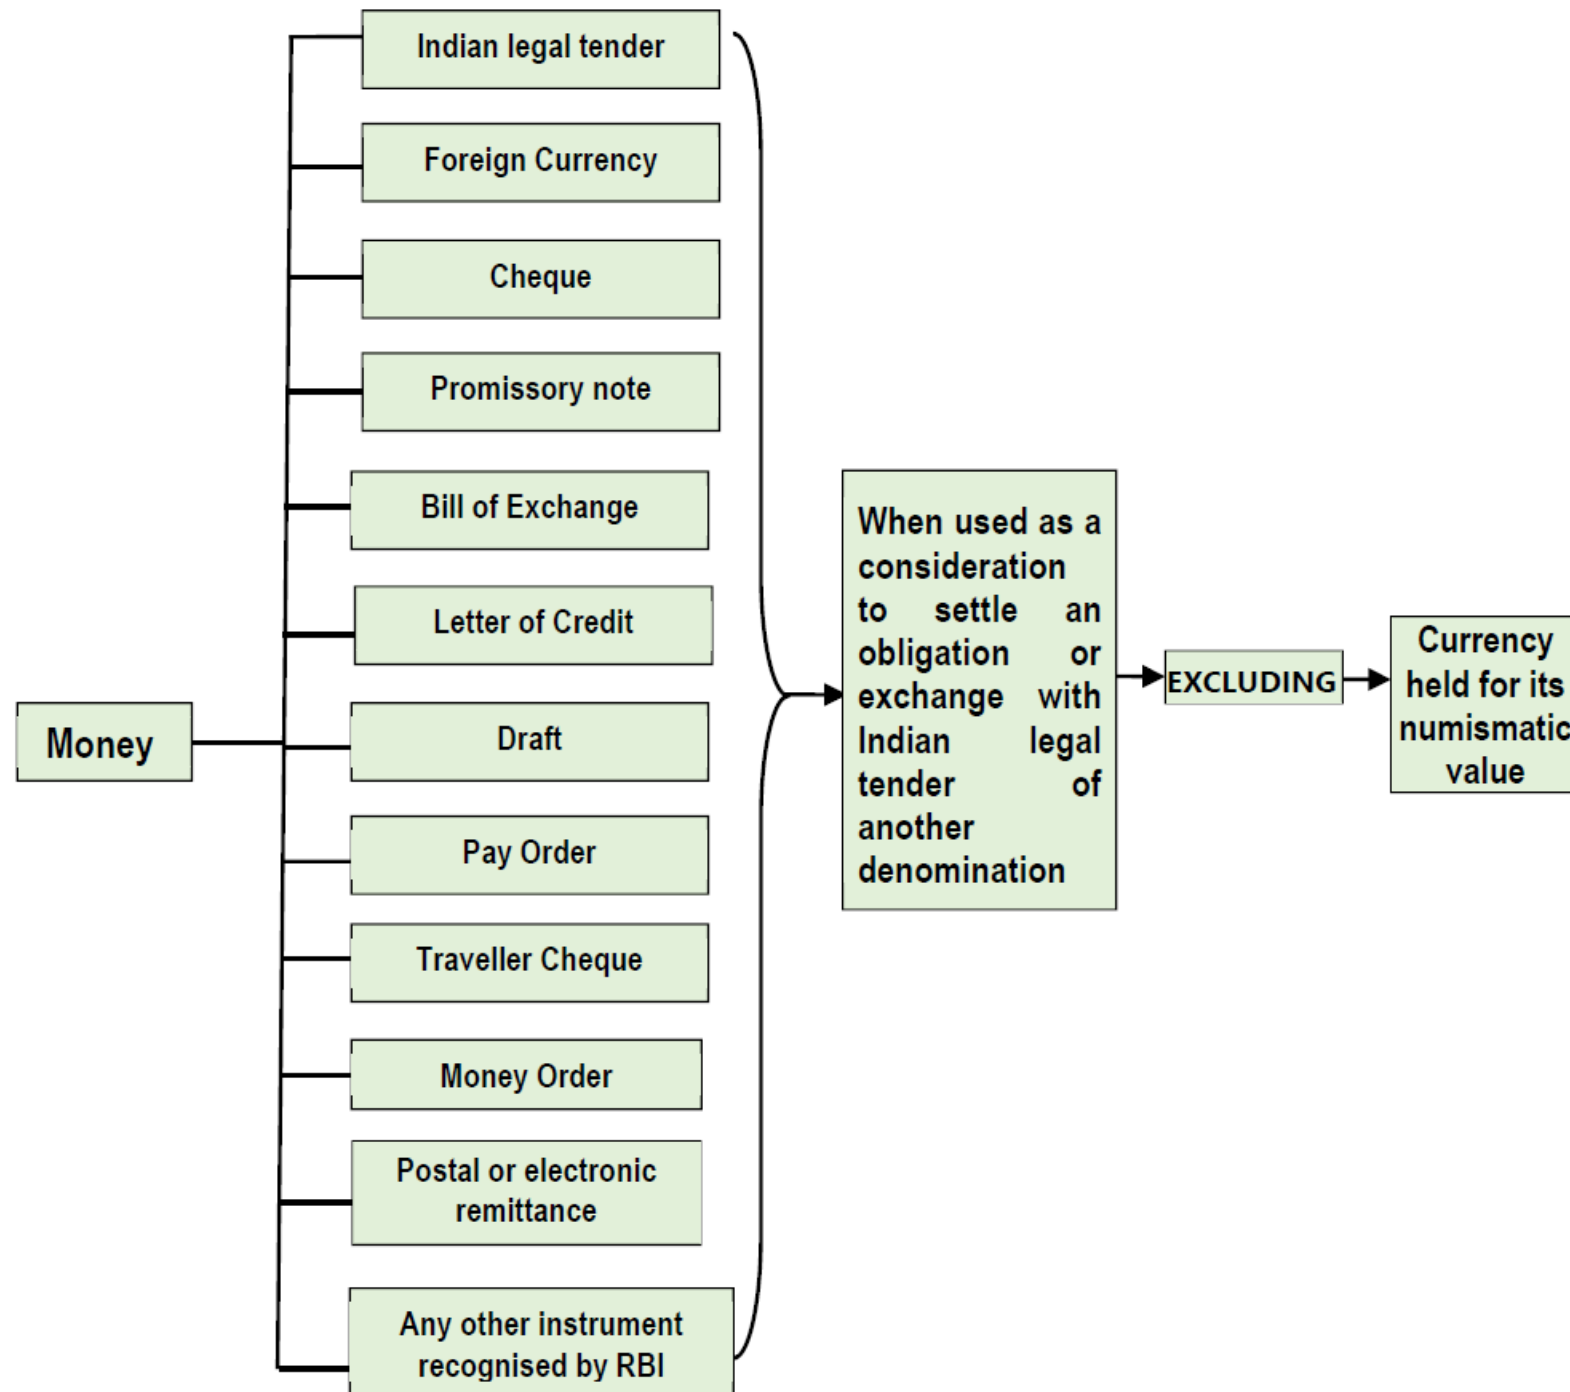 Indian legal tender
Foreign Currency
Cheque
Promissory note
Bill of Exchange
Letter of Credit
Money
Draft
Pay Order
Traveller Cheque
Money Order
Postal or electronic
remittance
Any other instrument
recognised by RBI
When used as a
consideration
to settle an
obligation or
exchange with
Indian legal
tender of
another
denomination
EXCLUDING
Currency
held for its
numismatic
value